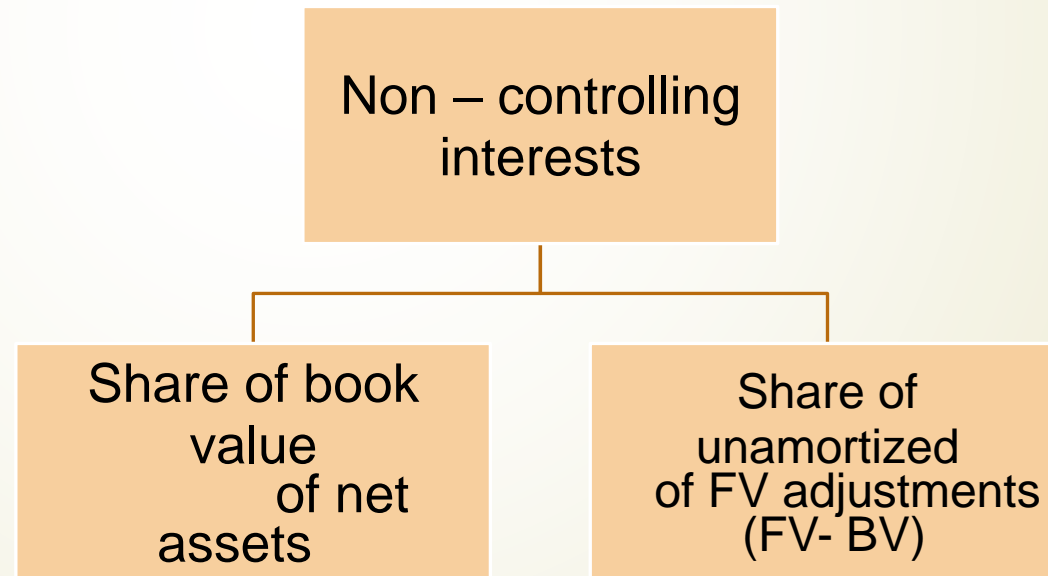 Non – controlling
interests
Share of book
value
of net
assets
Share of
unamortized
of FV adjustments
(FV- BV)